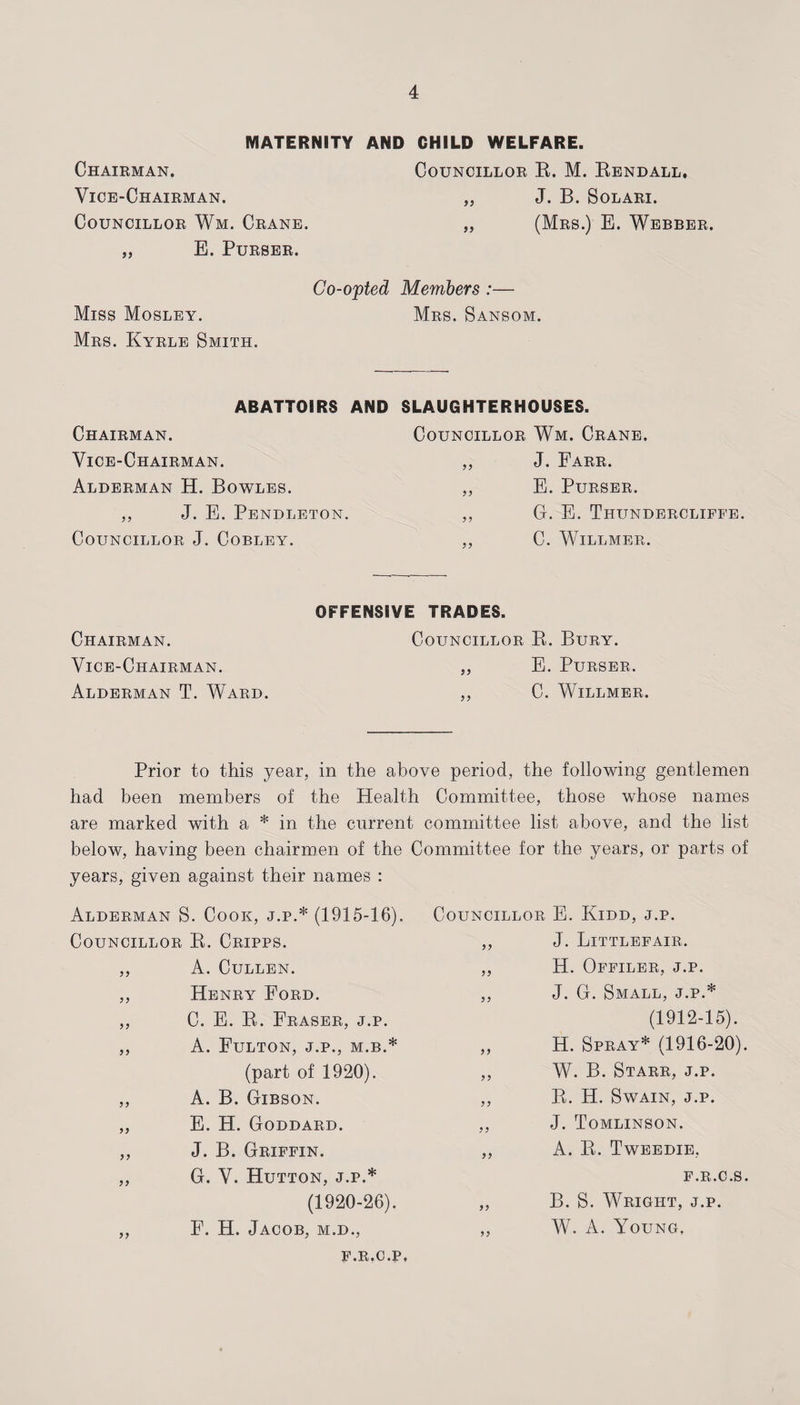 4
MATERNITY AND CHILD WELFARE.
CHAIRMAN.
VICE-CHAIRMAN.
COUNCILLOR WM. CRANE.
„ E. PURSER.
COUNCILLOR R. M. RENDALL.
„ J. B. SOLARI.
„ (MRS.) E. WEBBER.
Co-opted Members :—
MISS MOSLEY.
MRS. KYRLE SMITH.
MRS. SANSOM.
ABATTOIRS AND SLAUGHTERHOUSES.
CHAIRMAN.
VICE-CHAIRMAN.
ALDERMAN H. BOWLES.
„ J. E. PENDLETON.
COUNCILLOR J. COBLEY.
COUNCILLOR WM. CRANE.
„ J. FARR.
„ E. PURSER.
„ G. E. THUNDERCLIFFE.
„ C. WILLMER.
OFFENSIVE TRADES.
CHAIRMAN.
VICE-CHAIRMAN.
ALDERMAN T. WARD.
COUNCILLOR R. BURY.
„ E. PURSER.
„ C. WILLMER.
Prior to this year, in the above period, the following gentlemen
had been members of the Health Committee, those whose names
are marked with a * in the current committee list above, and the list
below, having been chairmen of the Committee for the years, or parts of
years, given against their names :
ALDERMAN S. COOK, J.P.* (1915-16).
COUNCILLOR R. CRIPPS.
„ A. CULLEN.
„ HENRY FORD.
„ C. E. R. FRASER, J.P.
„ A. FULTON, J.P., M.B.*
(part of 1920).
„ A. B. GIBSON.
„ E. H. GODDARD.
„ J. B. GRIFFIN.
„ G. V. HUTTON, J.P.*
(1920-26).
„ F. H. JACOB, M.D.,
F.R.C.P.
COUNCILLOR E. KIDD, J.P.
„ J. LITTLEFAIR.
„ H. OFFILER, J.P.
„ J. G. SMALL, J.P.*
(1912-15).
„ H. SPRAY* (1916-20).
„ W. B. STARR, J.P.
„ R. H. SWAIN, J.P.
„ J. TOMLINSON.
„ A. R. TWEEDIE,
F.R.C.S.
„ B. S. WRIGHT, J.P.
„ W. A. YOUNG.